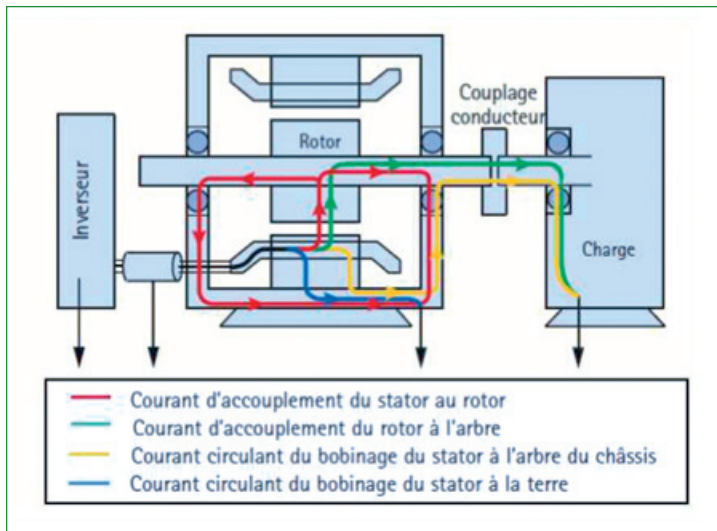 Couplage
conducteur
Rotor
Inverseur
Charge
Courant d'accouplement du stator au rotor
Courant d'accouplement du rotor à l'arbre
Courant circulant du bobinage du stator à l'arbre du châssis
Courant circulant du bobinage du stator à la terre